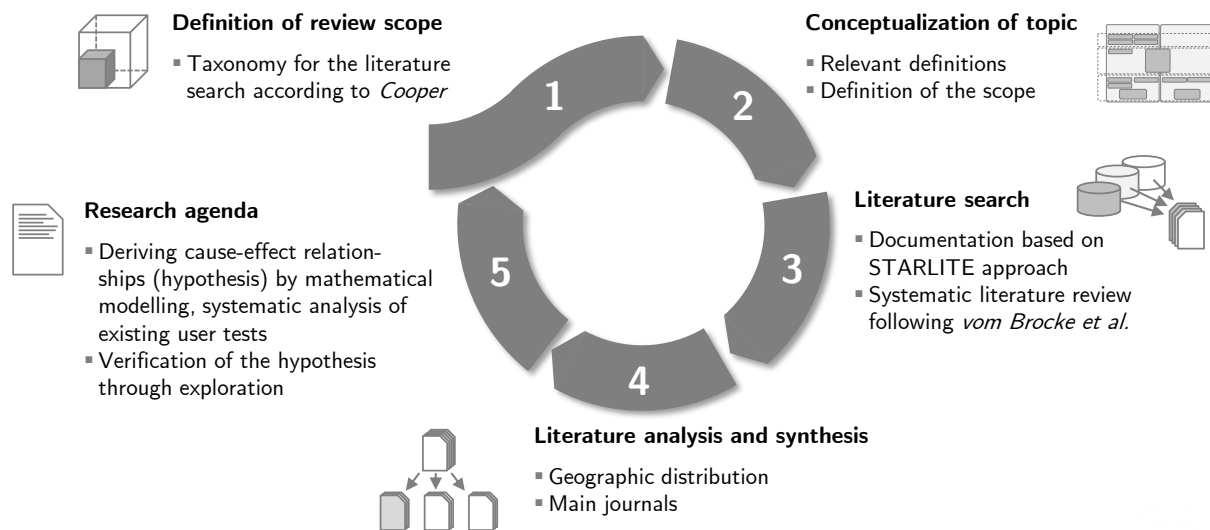 Definition of review scope
▪ Taxonomy for the literature
search according to Cooper
Conceptualization of topic
▪ Relevant definitions
▪ Definition of the scope
1
2
Literature search
▪ Documentation based on
STARLITE approach
▪ Systematic literature review
following vom Brocke et al.
3
Research agenda
▪ Deriving cause-effect relation-
ships (hypothesis) by mathematical
modelling, systematic analysis of
existing user tests
▪ Verification of the hypothesis
through exploration
5
4
Literature analysis and synthesis
▪ Geographic distribution
▪ Main journals